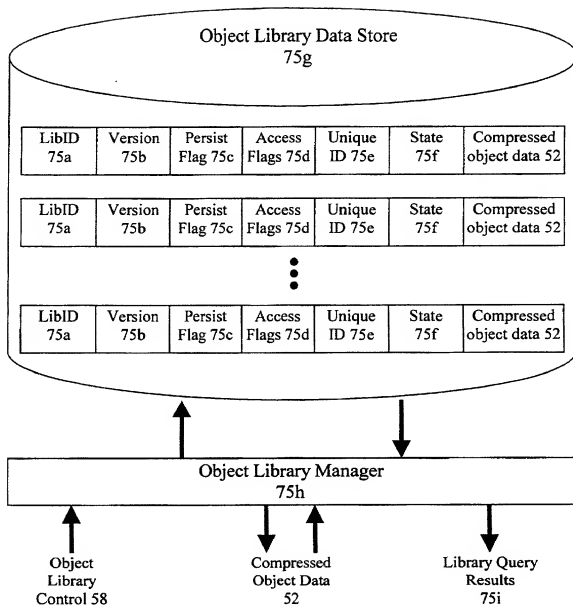 Object Library Data Store
75g
LibID Version Persist Access Unique State Compressed
75a 75b Flag 75c Flags 75d ID 75e 75f object data 52
LibID Version Persist Access Unique State Compressed
75a 75b Flag 75c Flags 75d ID 75e 75f object data 52
LibID Version Persist Access Unique State Compressed
75a 75b Flag 75c Flags 75d ID 75e 75f object data 52
Object Library Manager
75h
Object Compressed Library Query
Library Object Data Results
Control 58 52 75i